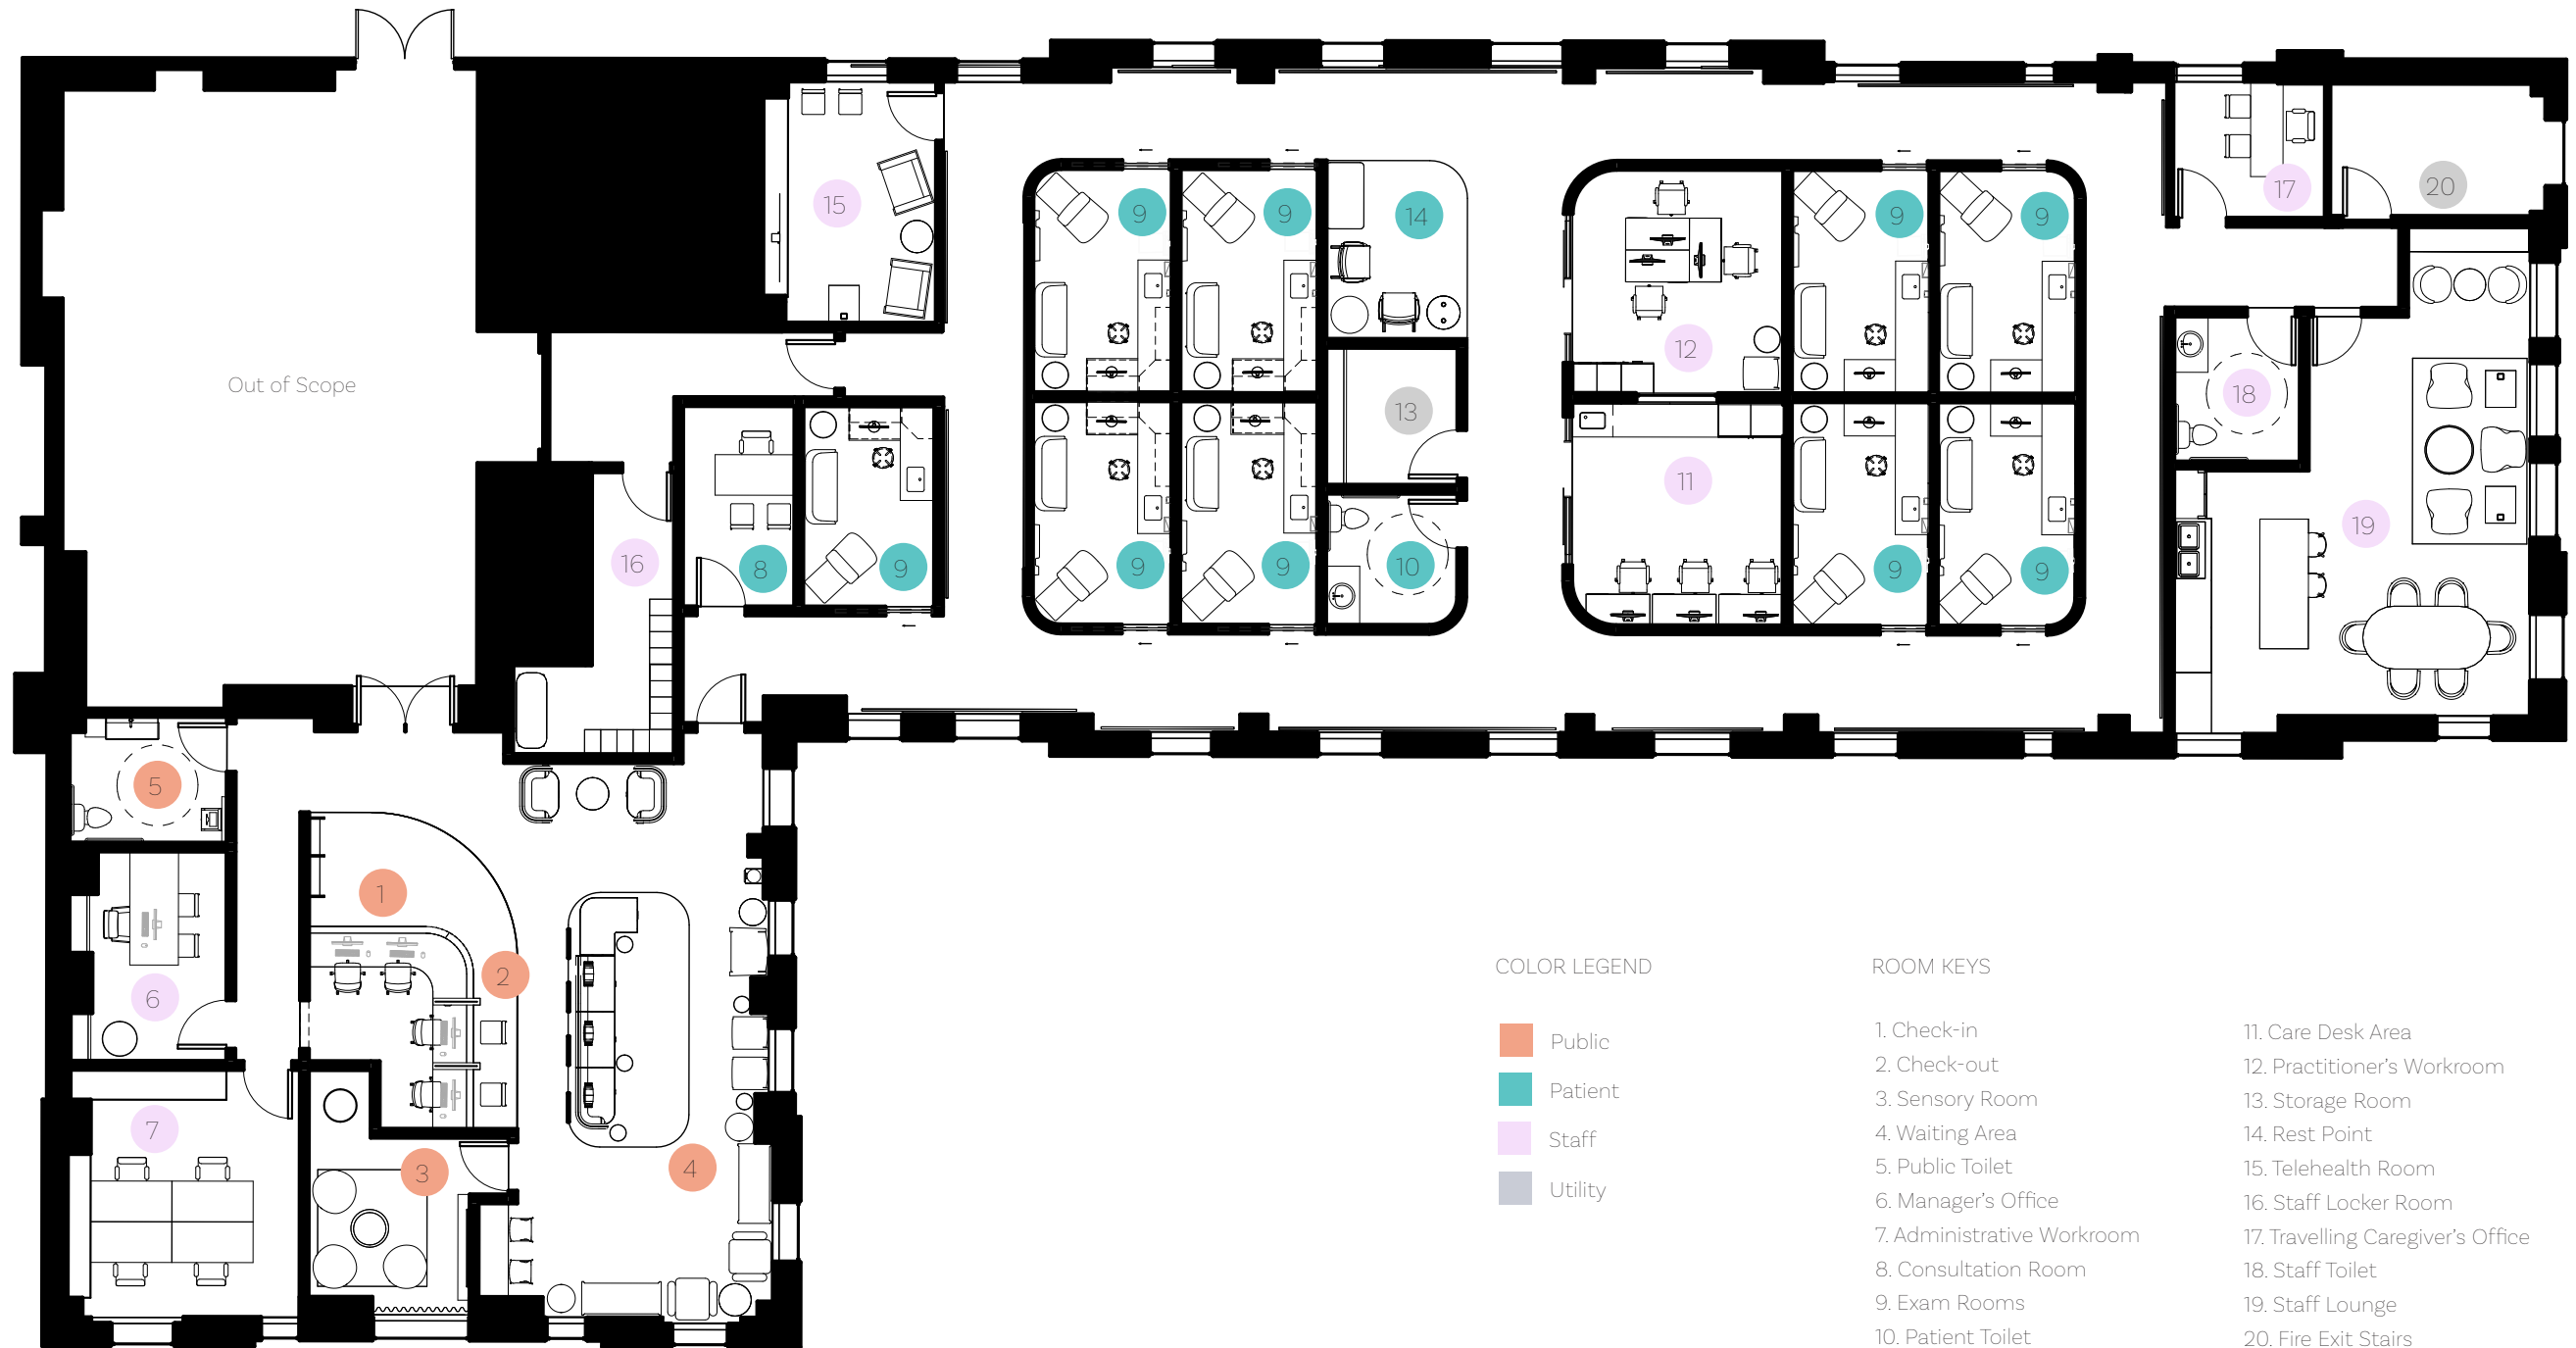 15
9
9
14
9
9
17
20
12
Out of Scope
13
18
11
19
16
8
9
9
9
10
9
9
5
1
2
6
7
3
4
COLOR LEGEND
Public
Patient
Staff
Utility
ROOM KEYS
1. Check-in
2. Check-out
3. Sensory Room
4. Waiting Area
5. Public Toilet
6. Manager's Office
7. Administrative Workroom
8. Consultation Room
9. Exam Rooms
10. Patient Toilet
11. Care Desk Area
12. Practitioner's Workroom
13. Storage Room
14. Rest Point
15. Telehealth Room
16. Staff Locker Room
17. Travelling Caregiver's Office
18. Staff Toilet
19. Staff Lounge
20. Fire Exit Stairs